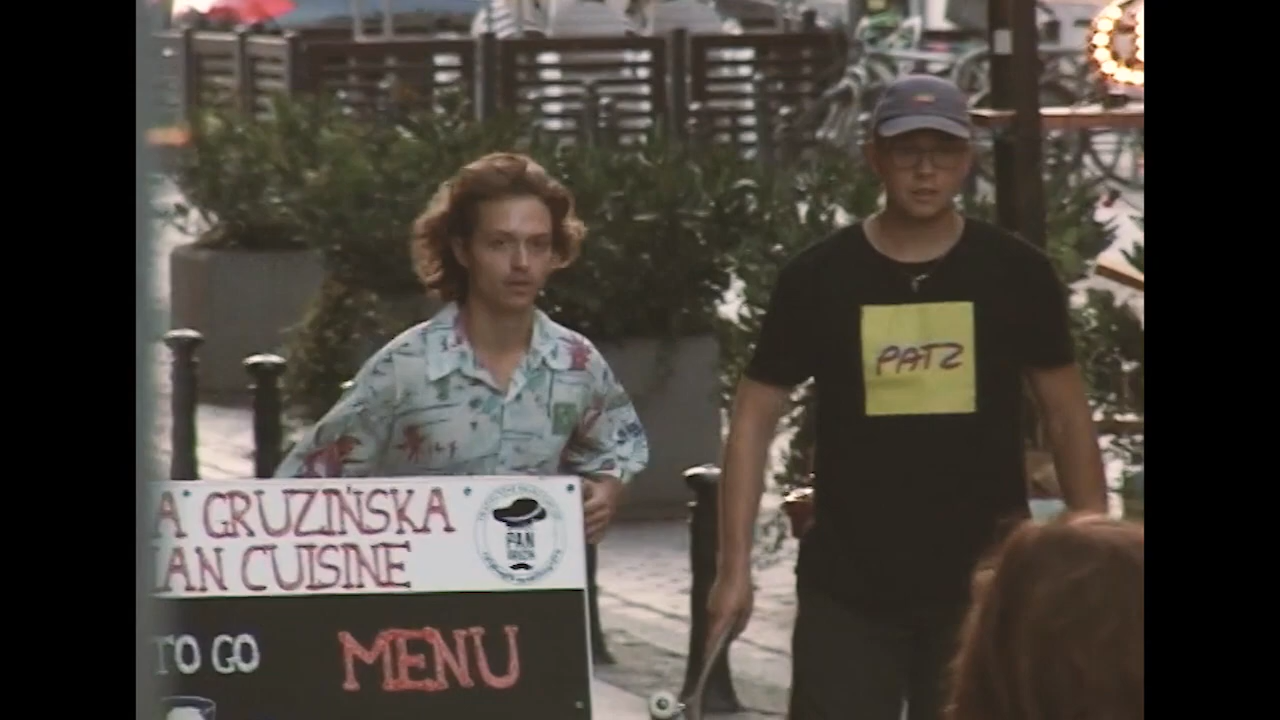 A GRUZIŃSKA
IAN CUISINE
PAN
TO GO
MENU
PATZ